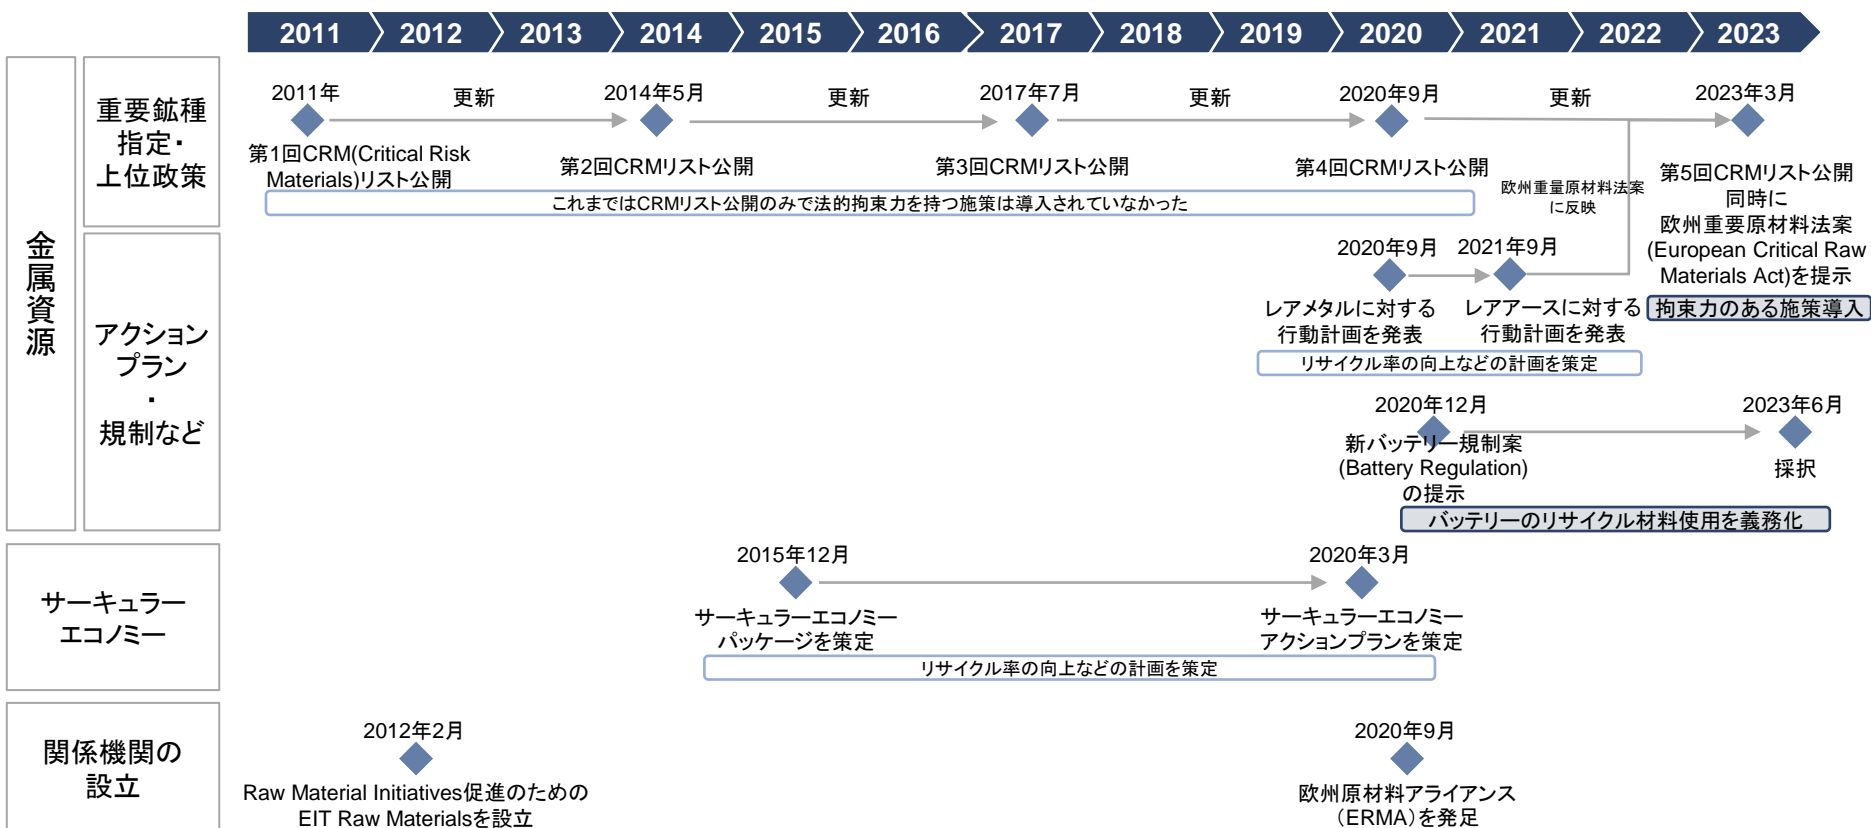 2011 2012 2013 2014 2015 2016 2017 2018 2019 2020 2021 2022 2023
金属資源
重要鉱種
指定・
上位政策
2011年
更新
2014年5月
更新
2017年7月
更新
2020年9月
更新
2023年3月
第1回CRM(Critical Risk
Materials)リスト公開
第2回CRMリスト公開
第3回CRMリスト公開
第4回CRMリスト公開
欧州重量原材料法案
に反映
第5回CRMリスト公開
同時に
欧州重要原材料法案
(European Critical Raw
Materials Act)を提示
拘束力のある施策導入
これまではCRMリスト公開のみで法的拘束力を持つ施策は導入されていなかった
アクション
プラン
・
規制など
2020年9月
レアメタルに対する
行動計画を発表
2021年9月
レアアースに対する
行動計画を発表
リサイクル率の向上などの計画を策定
2020年12月
新バッテリー規制案
(Battery Regulation)
の提示
2023年6月
採択
バッテリーのリサイクル材料使用を義務化
サーキュラー
エコノミー
2015年12月
サーキュラーエコノミー
パッケージを策定
2020年3月
サーキュラーエコノミー
アクションプランを策定
リサイクル率の向上などの計画を策定
関係機関の
設立
2012年2月
Raw Material Initiatives促進のための
EIT Raw Materialsを設立
2020年9月
欧州原材料アライアンス
（ERMA）を発足